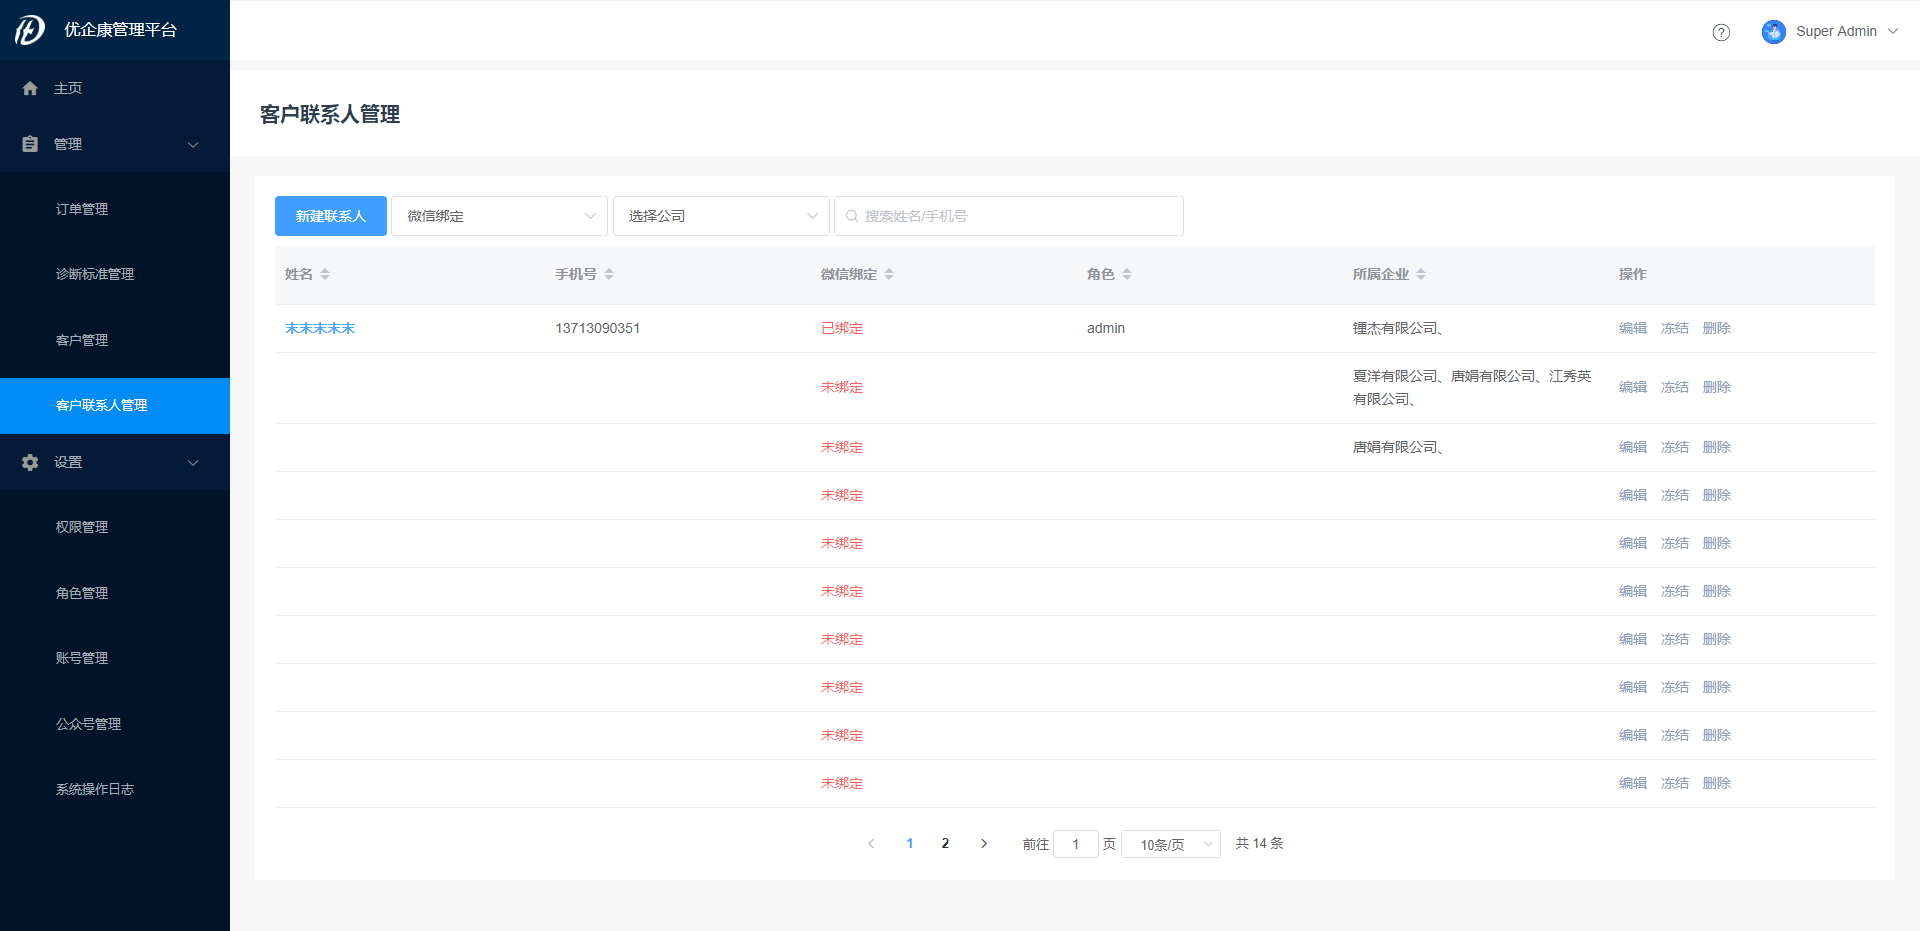 优企康管理平台
Super Admin
主页
管理
订单管理
诊断标准管理
客户管理
客户联系人管理
设置
权限管理
角色管理
账号管理
公众号管理
系统操作日志
客户联系人管理
新建联系人 微信绑定 选择公司 搜索姓名/手机号
姓名 手机号 微信绑定 角色 所属企业 操作
末末末末末 13713090351 已绑定 admin 锺杰有限公司、 编辑 冻结 删除
未绑定 夏洋有限公司、唐娟有限公司、江秀英 编辑 冻结 删除
有限公司、
未绑定 唐娟有限公司、 编辑 冻结 删除
未绑定 编辑 冻结 删除
未绑定 编辑 冻结 删除
未绑定 编辑 冻结 删除
未绑定 编辑 冻结 删除
未绑定 编辑 冻结 删除
未绑定 编辑 冻结 删除
未绑定 编辑 冻结 删除
1 2 前往 1 页 10条/页 共 14 条